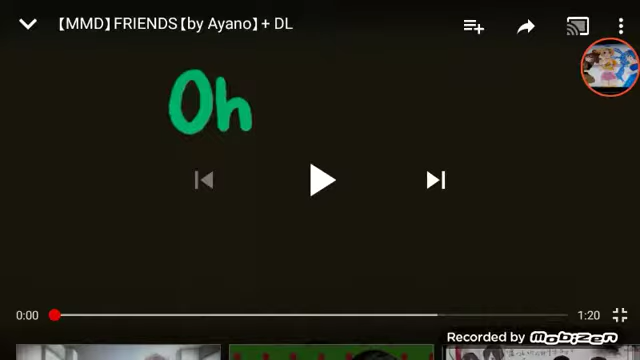 【MMD】FRIENDS【by Ayano】+ DL
Oh
0:00
1:20
Recorded by
mobizen